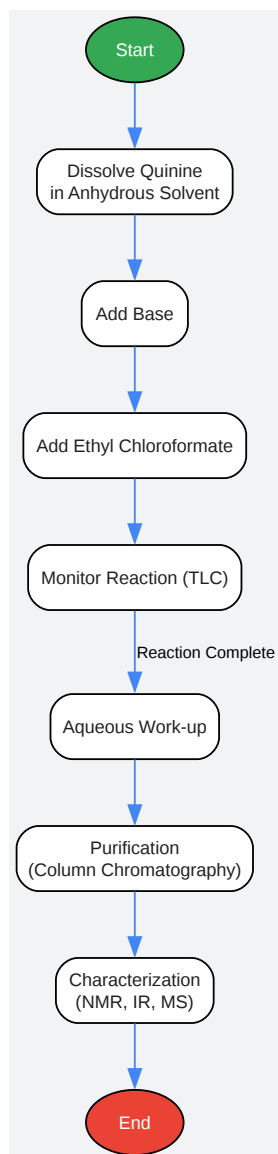 Start
Dissolve Quinine
in Anhydrous Solvent
Add Base
Add Ethyl Chloroformate
Monitor Reaction (TLC)
Reaction Complete
Aqueous Work-up
Purification
(Column Chromatography)
Characterization
(NMR, IR, MS)
End